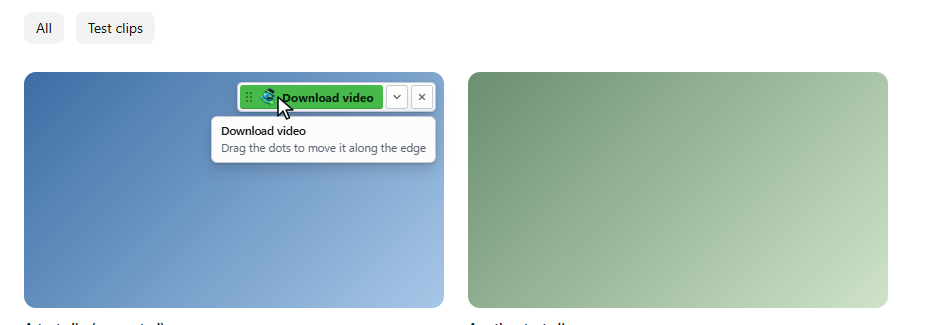 All
Test clips
Download video
Download video
Drag the dots to move it along the edge